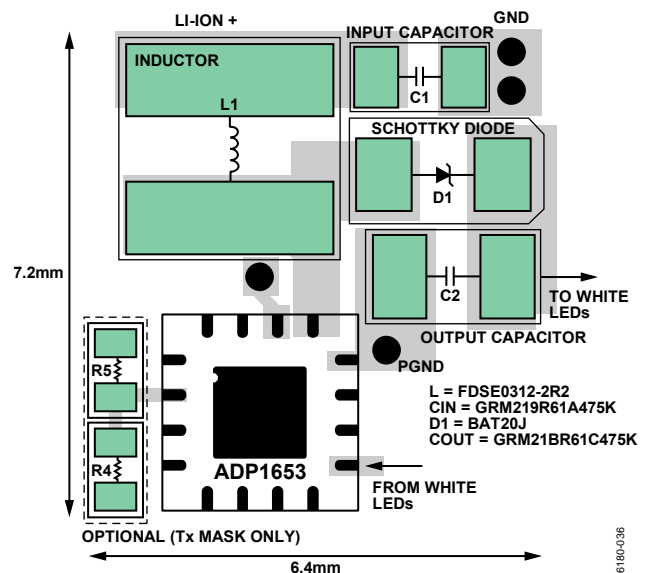 LI-ION +
GND
INPUT CAPACITOR
INDUCTOR
C1
L1
SCHOTTKY DIODE
D1
7.2mm
C2
TO WHITE
LEDs
OUTPUT CAPACITOR
PGND
R5
L = FDSE0312-2R2
CIN = GRM219R61A475K
D1 = BAT20J
COUT = GRM21BR61C475K
R4
ADP1653
FROM WHITE
LEDs
OPTIONAL (Tx MASK ONLY)
6.4mm
6180-036